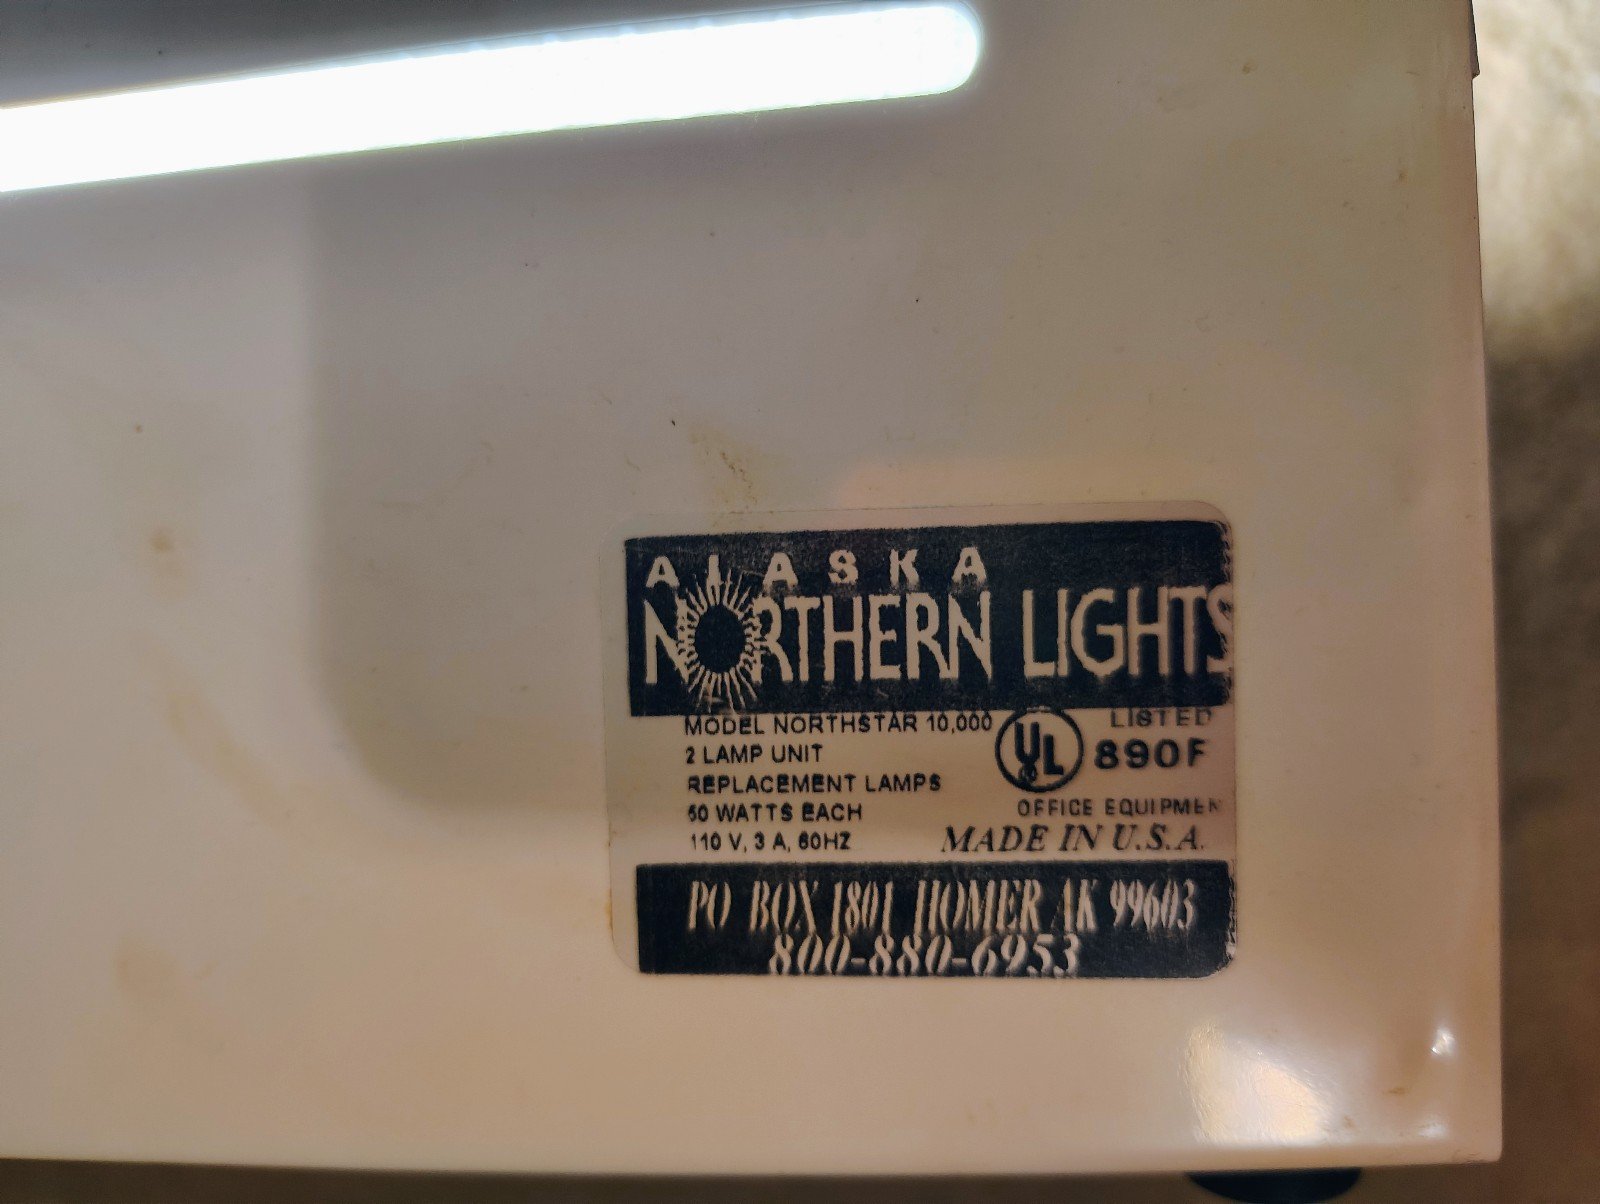 ALASKA
NORTHERN LIGHTS
MODEL NORTHSTAR 10,000
2 LAMP UNIT
REPLACEMENT LAMPS
50 WATTS EACH
110 V, 3 A, 60HZ
UL
LISTED
890F
OFFICE EQUIPMEN
MADE IN U.S.A.
PO BOX 1801 HOMER AK 99603
800-880-6953